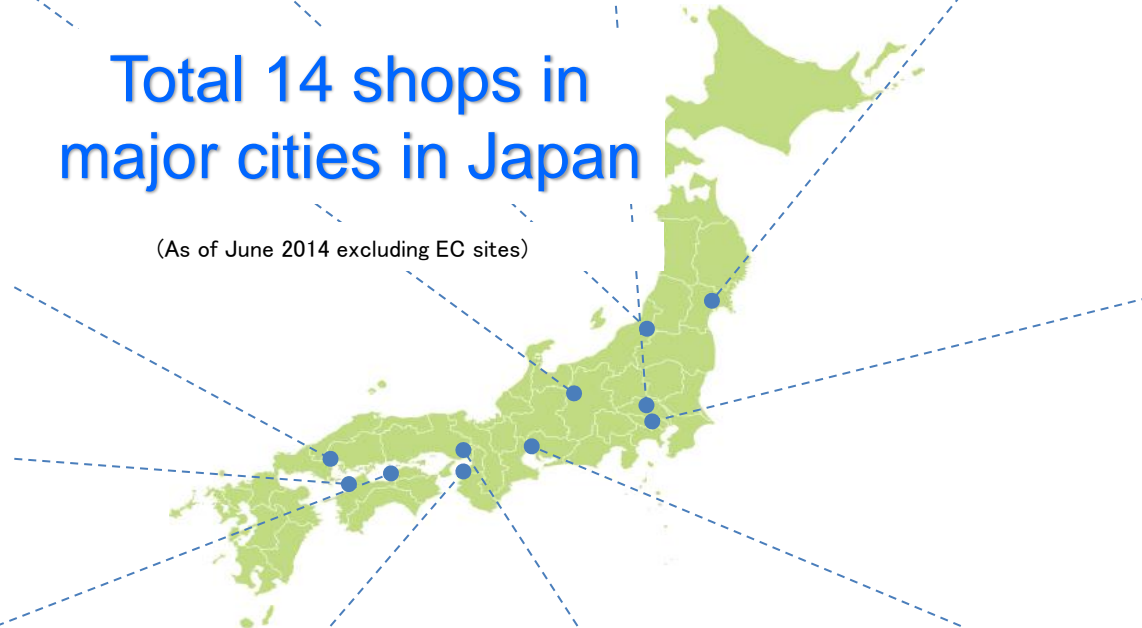 Total 14 shops in
major cities in Japan
(As of June 2014 excluding EC sites)